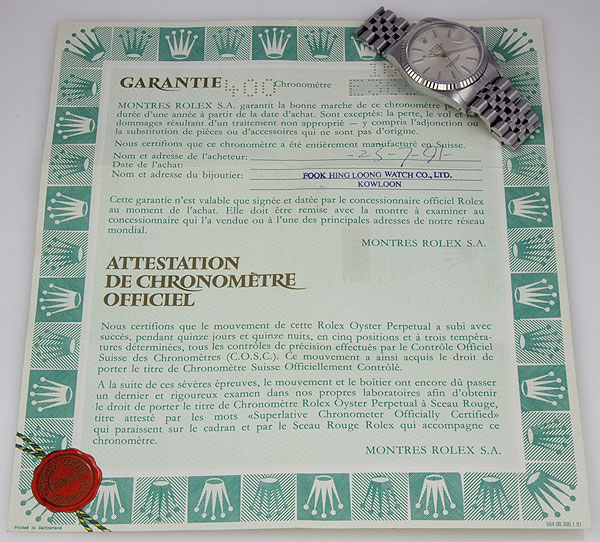 GARANTIE 400 Chronomètre
MONTRES ROLEX S.A. garantit la bonne marche de ce chronomètre
durée d'une année à partir de la date d'achat. Sont exceptés: la perte, le vol et
dommages résultant d'un traitement non approprié – y compris l'adjonction ou
la substitution de pièces ou d'accessoires qui ne sont pas d'origine.
Nous certifions que ce chronomètre a été entièrement manufacturé en Suisse.
Nom et adresse de l'acheteur:
Date de l'achat: -25-7-91-
Nom et adresse du bijoutier: FOOK HING LOONG WATCH CO., LTD.
KOWLOON
Cette garantie n'est valable que signée et datée par le concessionnaire officiel Rolex
au moment de l'achat. Elle doit être remise avec la montre à examiner au
concessionnaire qui l'a vendue ou à l'une des principales adresses de notre réseau
mondial.
MONTRES ROLEX S.A.
ATTESTATION
DE CHRONOMÈTRE
OFFICIEL
Nous certifions que le mouvement de cette Rolex Oyster Perpetual a subi avec
succès, pendant quinze jours et quinze nuits, en cinq positions et à trois tempéra-
tures déterminées, tous les contrôles de précision effectués par le Contrôle Officiel
Suisse des Chronomètres (C.O.S.C.). Ce mouvement a ainsi acquis le droit de
porter le titre de Chronomètre Suisse Officiellement Contrôlé.
A la suite de ces sévères épreuves, le mouvement et le boîtier ont encore dû passer
un dernier et rigoureux examen dans nos propres laboratoires afin d'obtenir
le droit de porter le titre de Chronomètre Rolex Oyster Perpetual à Sceau Rouge,
titre attesté par les mots «Superlative Chronometer Officially Certified»
qui paraissent sur le cadran et par le Sceau Rouge Rolex qui accompagne ce
chronomètre.
MONTRES ROLEX S.A.
Printed in Switzerland
564.00.300.1.91